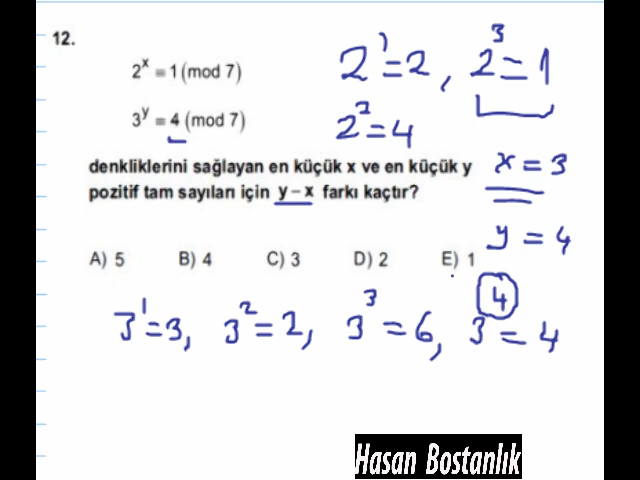 12.
2^x ≡ 1 (mod 7)
3^y ≡ 4 (mod 7)
denkliklerini sağlayan en küçük x ve en küçük y
pozitif tam sayıları için y – x farkı kaçtır?
A) 5 B) 4 C) 3 D) 2 E) 1
2^1 = 2, 2^3 = 1
2^2 = 4
x = 3
y = 4
3^1 = 3, 3^2 = 2, 3^3 = 6, 3^4 = 4
Hasan Bostanlık